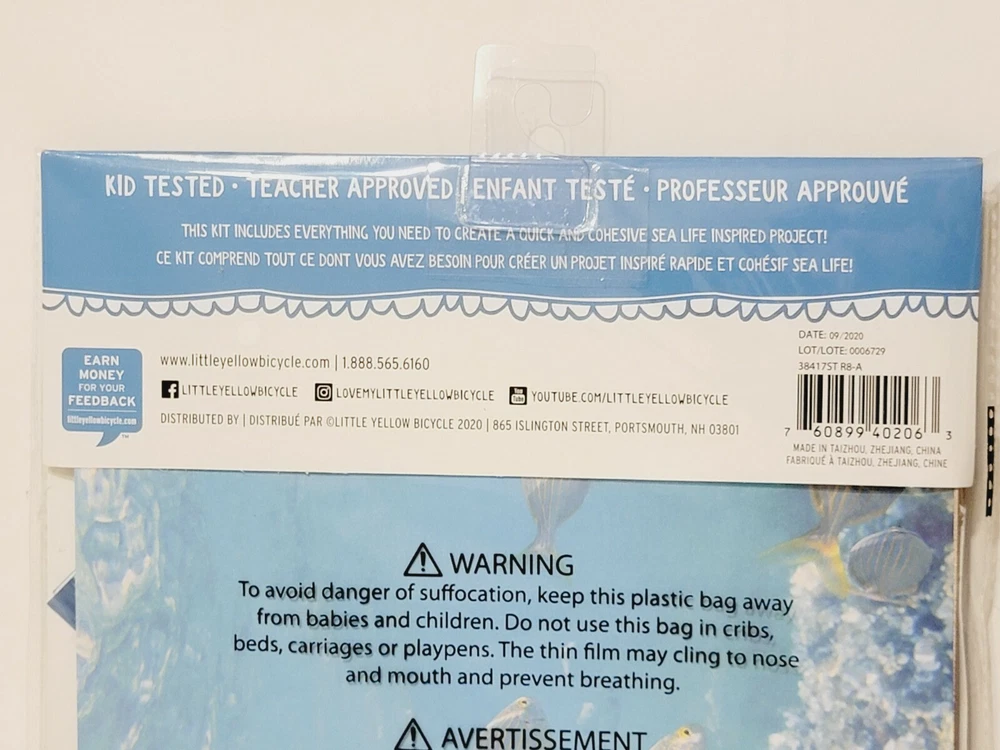 KID TESTED · TEACHER APPROVED | ENFANT TESTÉ · PROFESSEUR APPROUVÉ
THIS KIT INCLUDES EVERYTHING YOU NEED TO CREATE A QUICK AND COHESIVE SEA LIFE INSPIRED PROJECT!
CE KIT COMPREND TOUT CE DONT VOUS AVEZ BESOIN POUR CRÉER UN PROJET INSPIRÉ RAPIDE ET COHÉSIF SEA LIFE!
EARN
MONEY
FOR YOUR
FEEDBACK
littleyellowbicycle.com
™
www.littleyellowbicycle.com | 1.888.565.6160
LITTLEYELLOWBICYCLE LOVEMYLITTLEYELLOWBICYCLE You Tube YOUTUBE.COM/LITTLEYELLOWBICYCLE
DISTRIBUTED BY | DISTRIBUÉ PAR ©LITTLE YELLOW BICYCLE 2020 | 865 ISLINGTON STREET, PORTSMOUTH, NH 03801
DATE: 09/2020
LOT/LOTE: 0006729
38417ST R8-A
7 60899 40206 3
MADE IN TAIZHOU, ZHEJIANG, CHINA
FABRIQUÉ À TAIZHOU, ZHEJIANG, CHINE
WARNING
To avoid danger of suffocation, keep this plastic bag away
from babies and children. Do not use this bag in cribs,
beds, carriages or playpens. The thin film may cling to nose
and mouth and prevent breathing.
AVERTISSEMENT